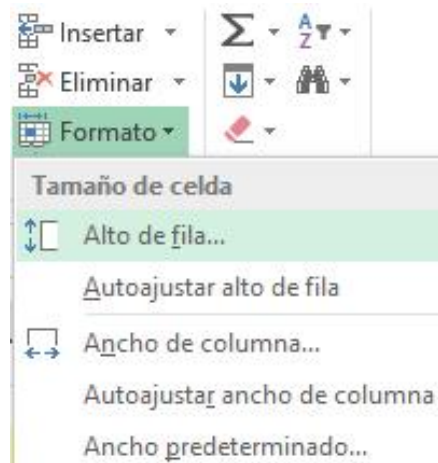 Insertar
Eliminar
Formato
Σ
A
Z
Tamaño de celda
Alto de fila...
Autoajustar alto de fila
Ancho de columna...
Autoajustar ancho de columna
Ancho predeterminado...